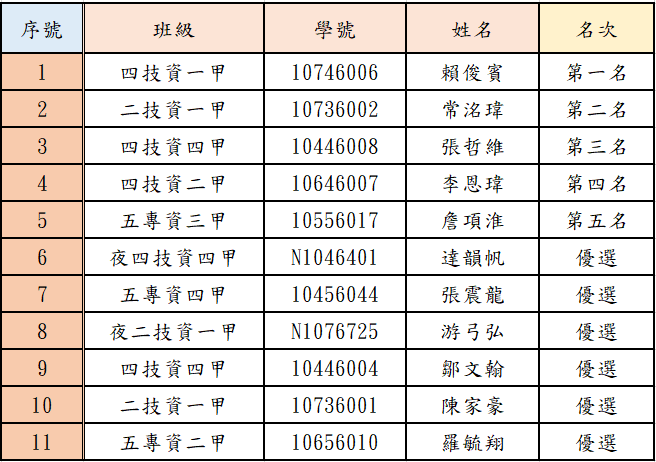 序號 班級 學號 姓名 名次
1 四技資一甲 10746006 賴俊賓 第一名
2 二技資一甲 10736002 常洺瑋 第二名
3 四技資四甲 10446008 張哲維 第三名
4 四技資二甲 10646007 李恩瑋 第四名
5 五專資三甲 10556017 詹項淮 第五名
6 夜四技資四甲 N1046401 達韻帆 優選
7 五專資四甲 10456044 張震龍 優選
8 夜二技資一甲 N1076725 游弓弘 優選
9 四技資四甲 10446004 鄒文翰 優選
10 二技資一甲 10736001 陳家豪 優選
11 五專資二甲 10656010 羅毓翔 優選